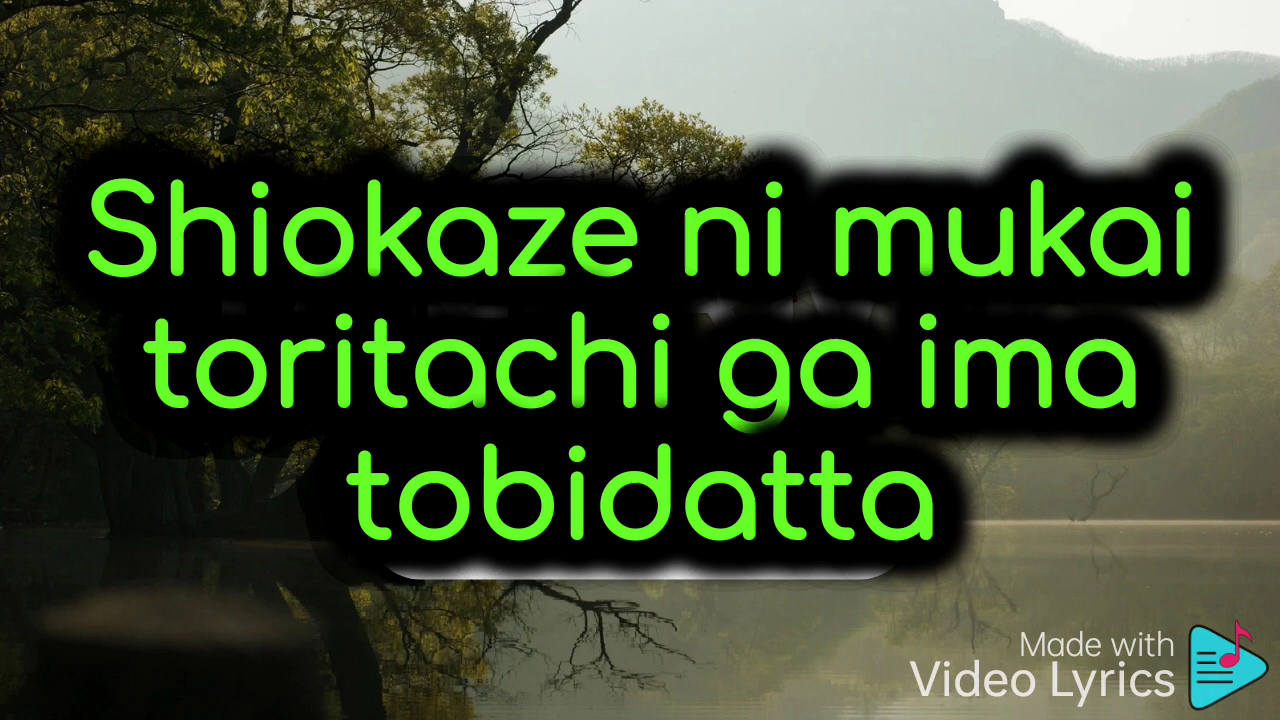 Shiokaze ni mukai
toritachi ga ima
tobidatta
Made with
Video Lyrics